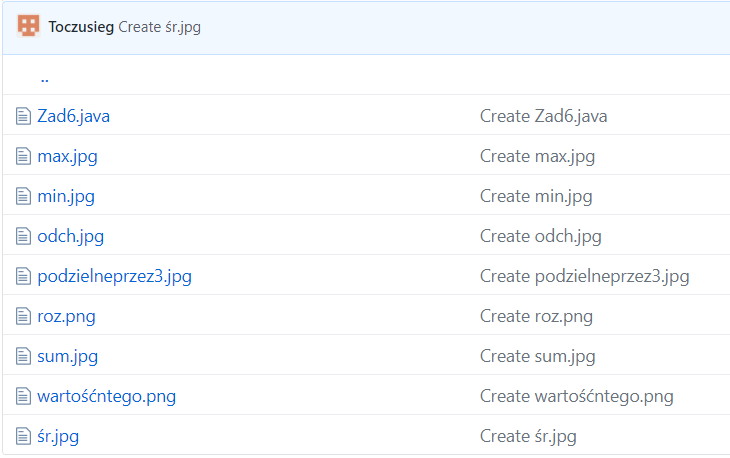 Toczusieg Create śr.jpg
..
Zad6.java Create Zad6.java
max.jpg Create max.jpg
min.jpg Create min.jpg
odch.jpg Create odch.jpg
podzielneprzez3.jpg Create podzielneprzez3.jpg
roz.png Create roz.png
sum.jpg Create sum.jpg
wartośćntego.png Create wartośćntego.png
śr.jpg Create śr.jpg